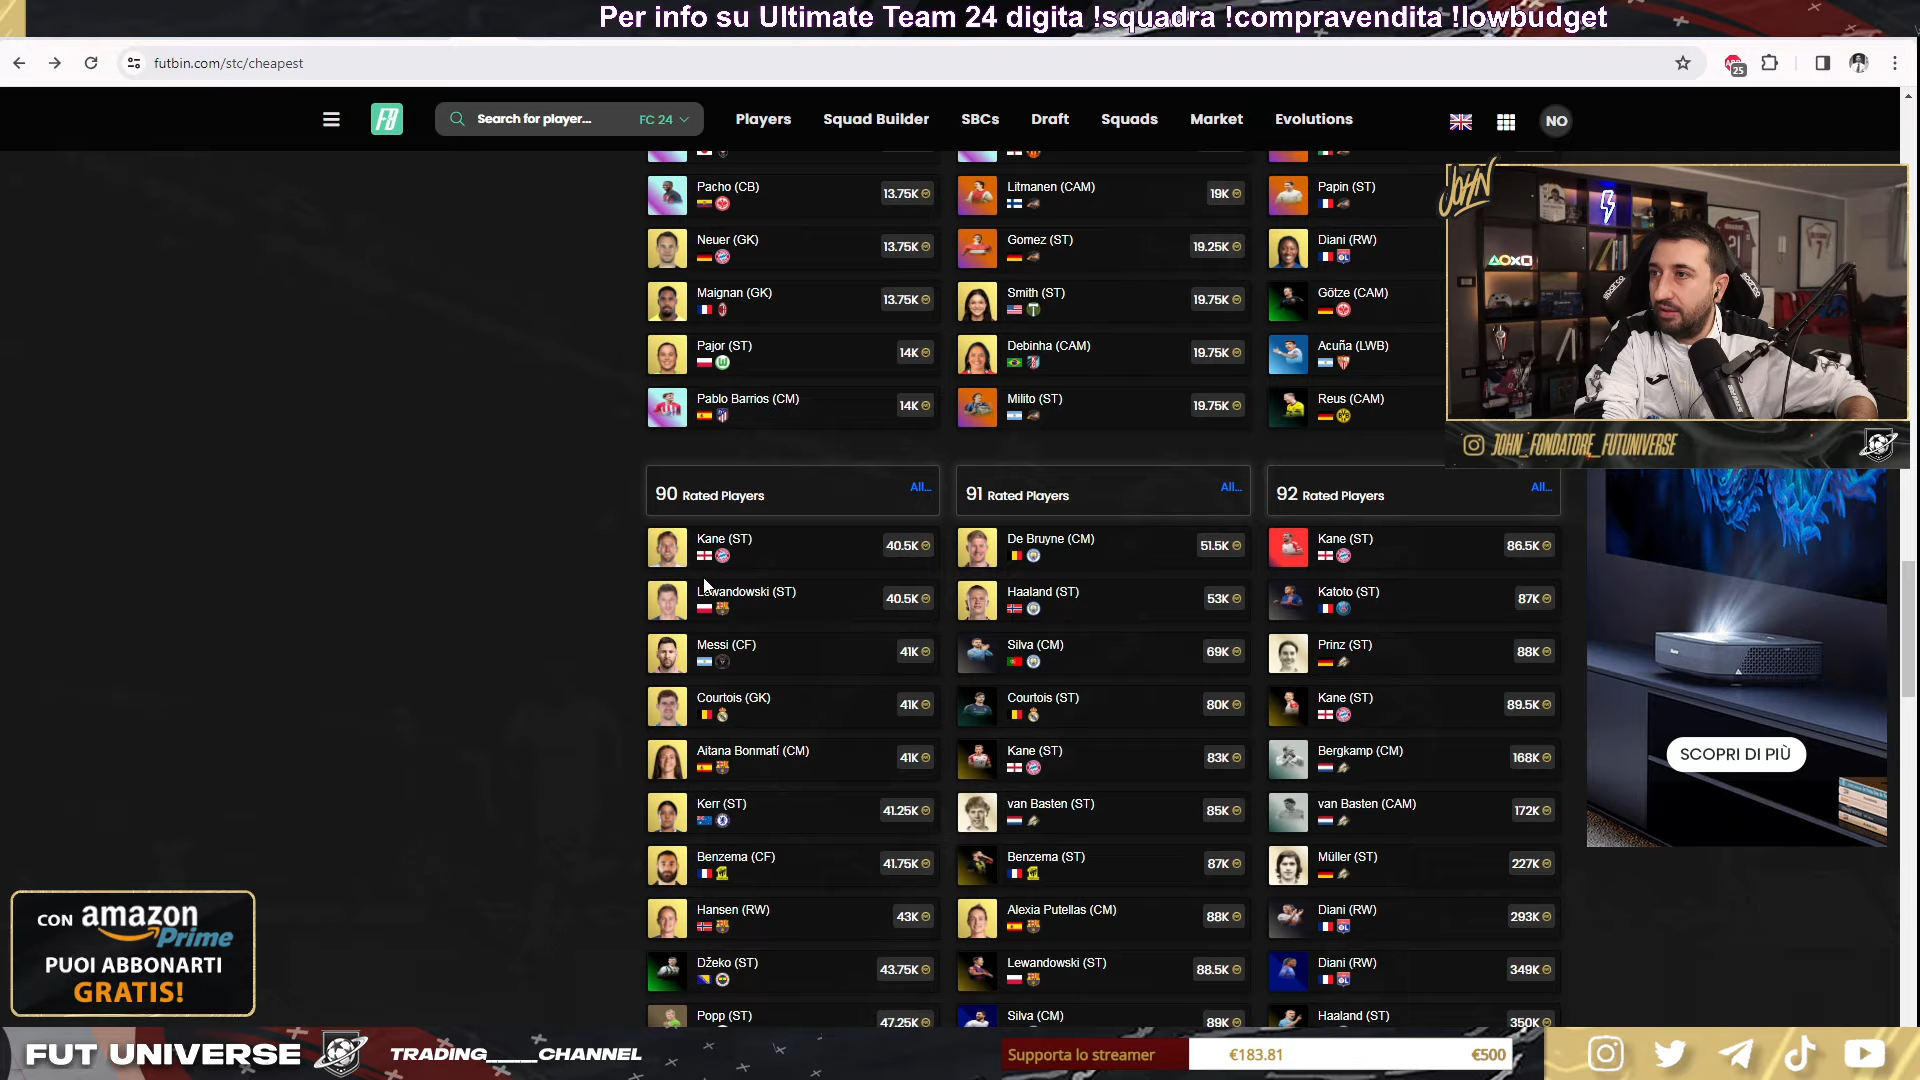 Per info su Ultimate Team 24 digita !squadra !compravendita !lowbudget
futbin.com/stc/cheapest
25
FB
Search for player...
FC 24
Players
Squad Builder
SBCs
Draft
Squads
Market
Evolutions
NO
Pacho (CB)
13.75K
Litmanen (CAM)
19K
Papin (ST)
Neuer (GK)
13.75K
Gomez (ST)
19.25K
Diani (RW)
Maignan (GK)
13.75K
Smith (ST)
19.75K
Götze (CAM)
Pajor (ST)
14K
Debinha (CAM)
19.75K
Acuña (LWB)
Pablo Barrios (CM)
14K
Milito (ST)
19.75K
Reus (CAM)
JOHN
JOHN_FONDATORE_FUTUNIVERSE
90 Rated Players
All...
Kane (ST)
40.5K
Lewandowski (ST)
40.5K
Messi (CF)
41K
Courtois (GK)
41K
Aitana Bonmatí (CM)
41K
Kerr (ST)
41.25K
Benzema (CF)
41.75K
Hansen (RW)
43K
Džeko (ST)
43.75K
Popp (ST)
47.25K
91 Rated Players
All...
De Bruyne (CM)
51.5K
Haaland (ST)
53K
Silva (CM)
69K
Courtois (ST)
80K
Kane (ST)
83K
van Basten (ST)
85K
Benzema (ST)
87K
Alexia Putellas (CM)
88K
Lewandowski (ST)
88.5K
Silva (CM)
89K
92 Rated Players
All...
Kane (ST)
86.5K
Katoto (ST)
87K
Prinz (ST)
88K
Kane (ST)
89.5K
Bergkamp (CM)
168K
van Basten (CAM)
172K
Müller (ST)
227K
Diani (RW)
293K
Diani (RW)
349K
Haaland (ST)
350K
SCOPRI DI PIÙ
CON amazon
Prime
PUOI ABBONARTI
GRATIS!
FUT UNIVERSE
TRADING____CHANNEL
Supporta lo streamer
€183.81
€500